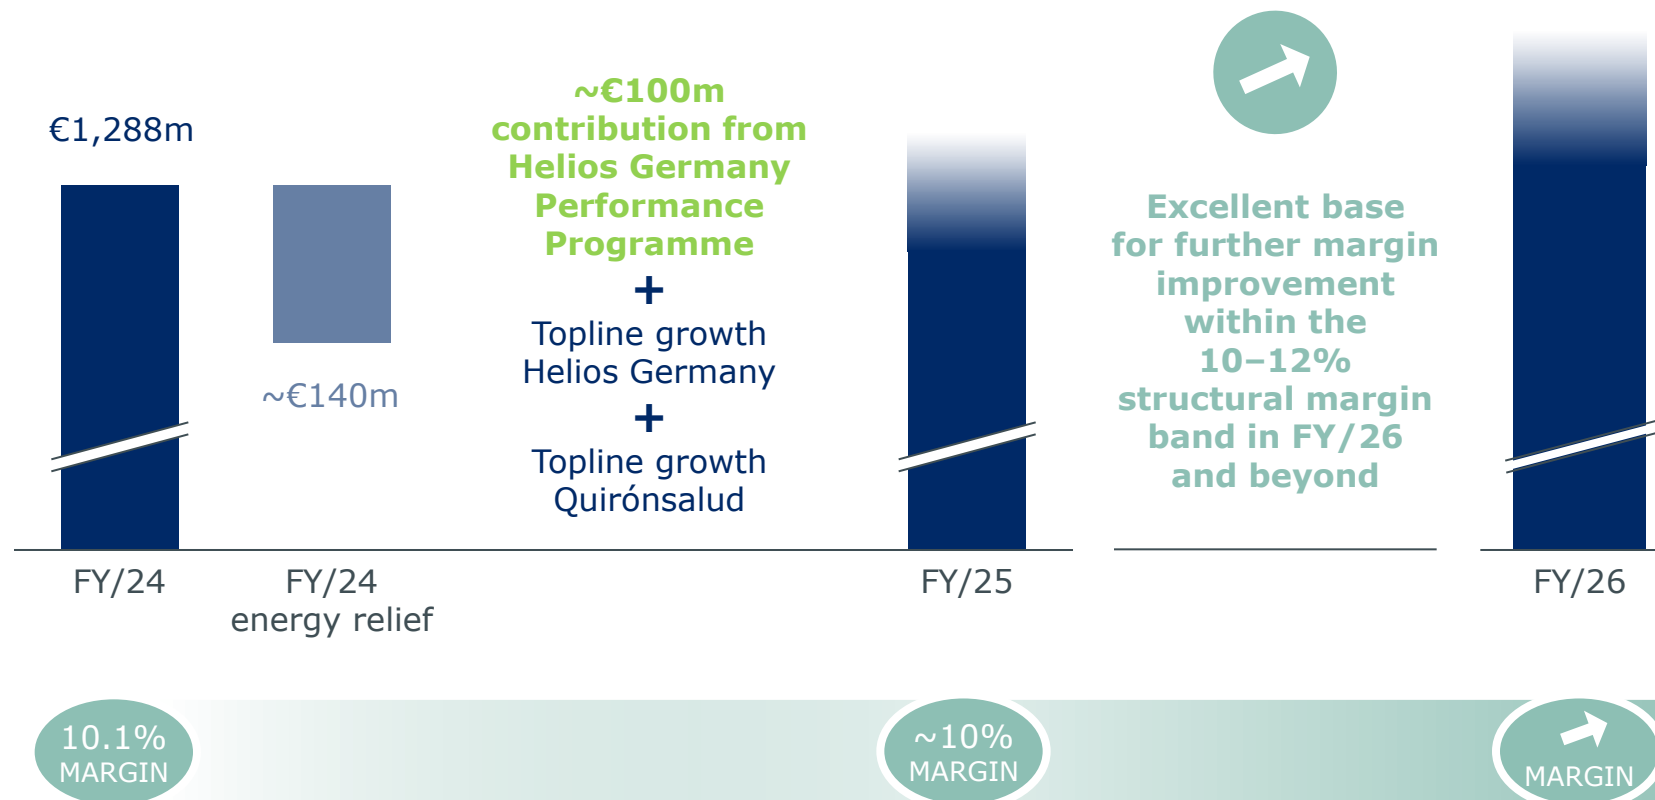 €1,288m
~€140m
~€100m
contribution from
Helios Germany
Performance
Programme
+
Topline growth
Helios Germany
+
Topline growth
Quirónsalud
Excellent base
for further margin
improvement
within the
10–12%
structural margin
band in FY/26
and beyond
FY/24
FY/24
energy relief
FY/25
FY/26
10.1%
MARGIN
~10%
MARGIN
MARGIN